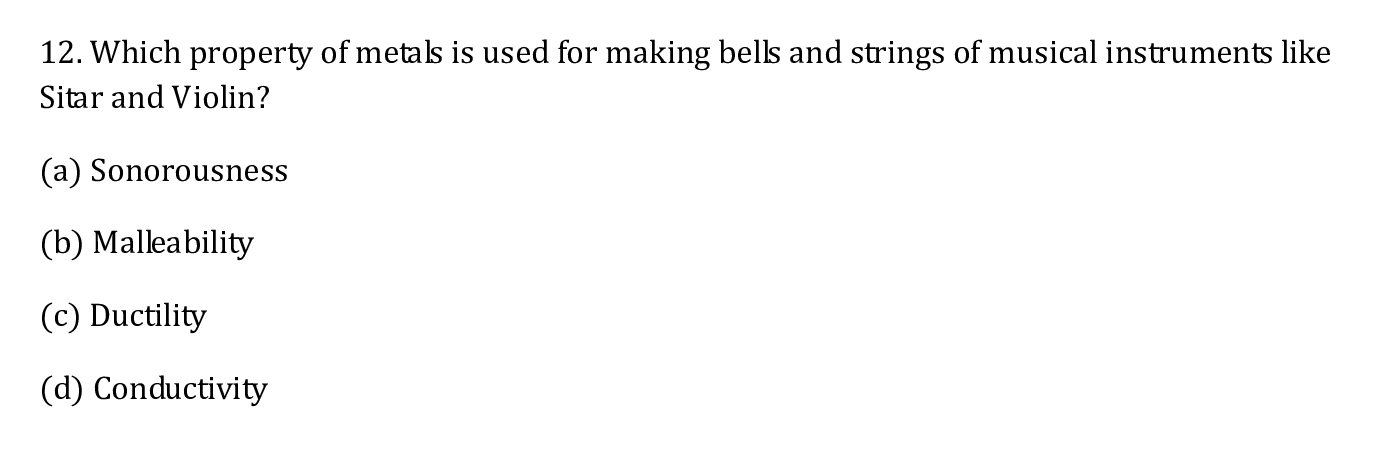 12. Which property of metals is used for making bells and strings of musical instruments like
Sitar and Violin?
(a) Sonorousness
(b) Malleability
(c) Ductility
(d) Conductivity